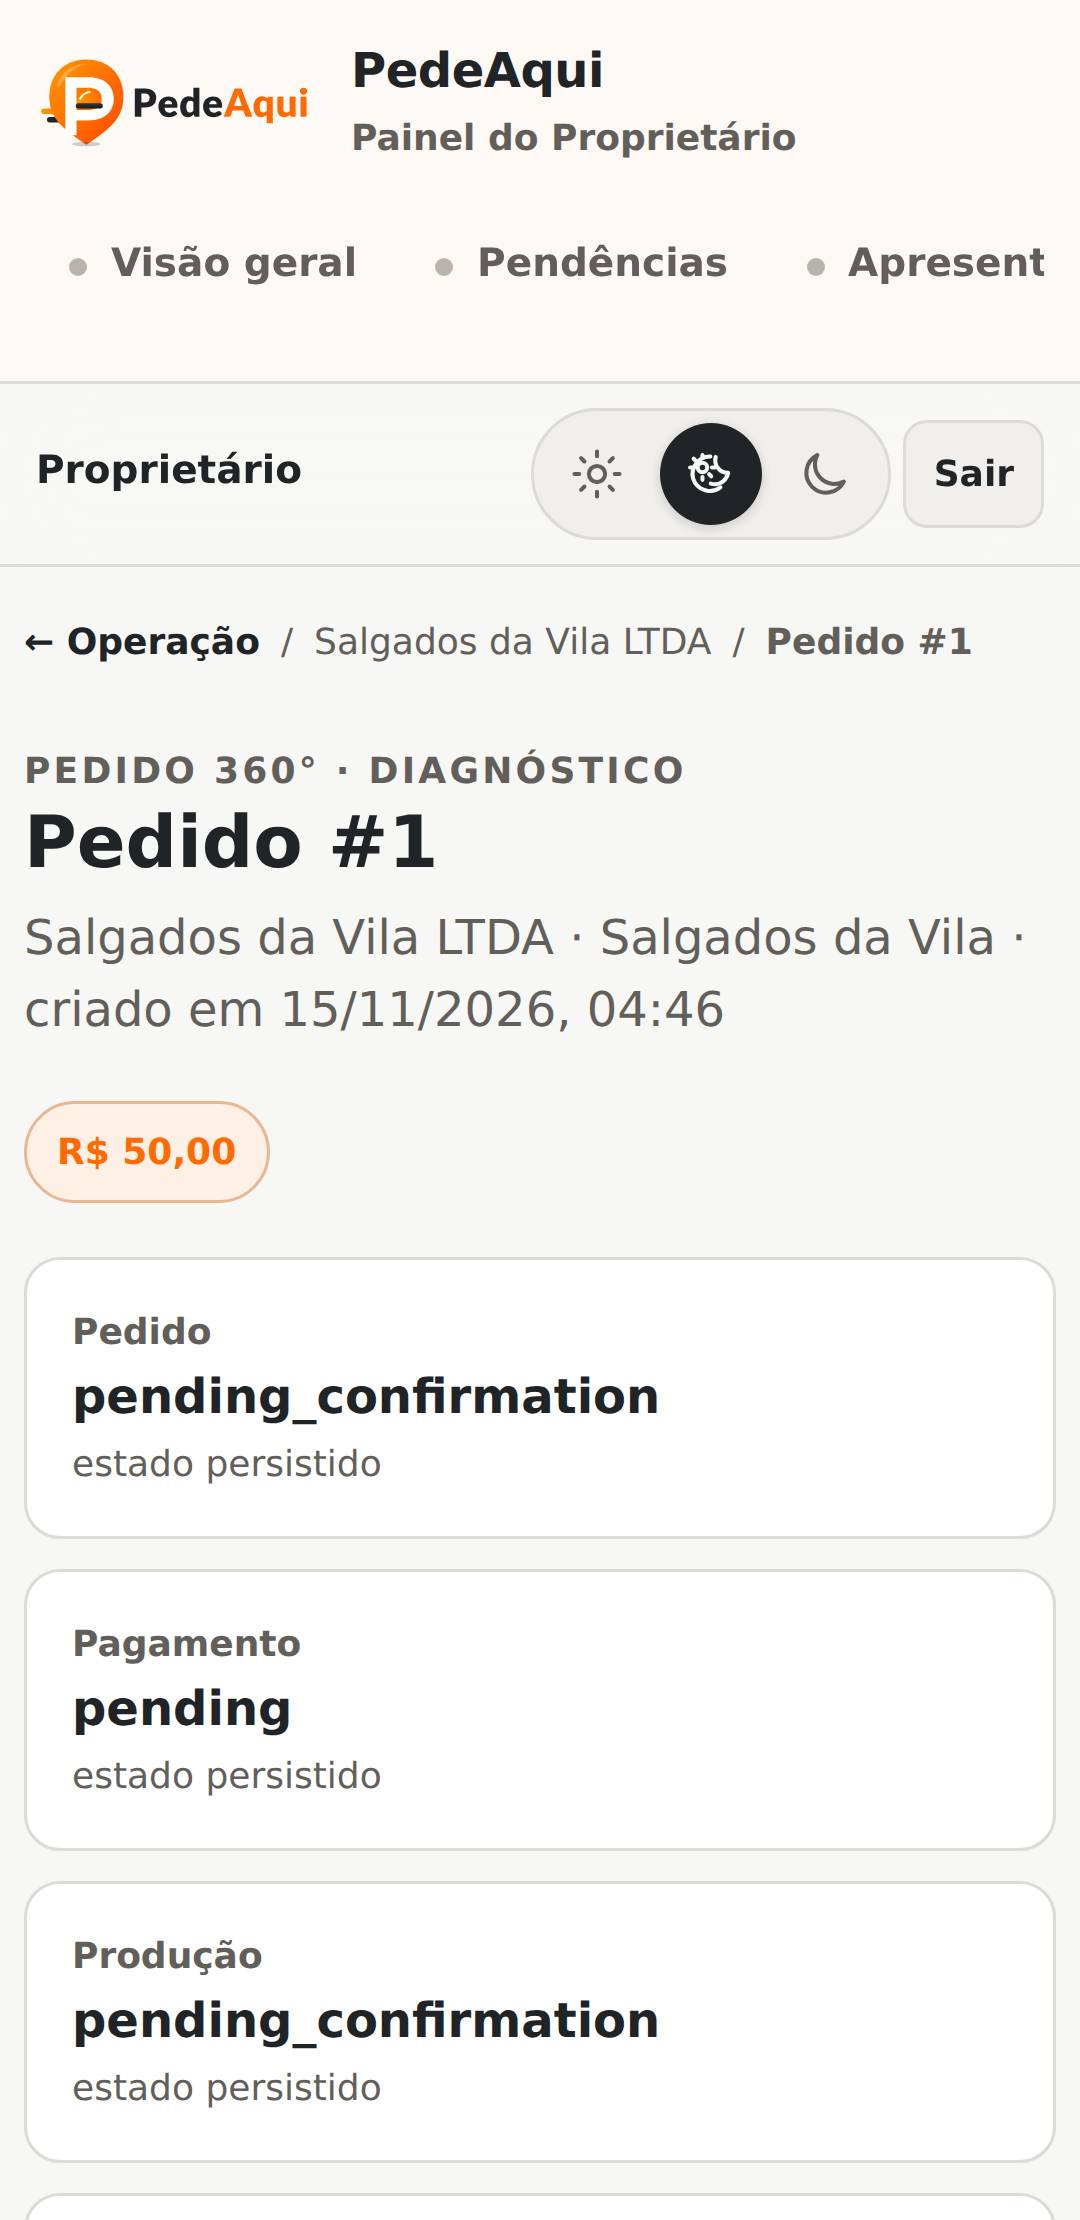 PedeAqui
PedeAqui
Painel do Proprietário
Visão geral
Pendências
Apresent
Proprietário
Sair
← Operação / Salgados da Vila LTDA / Pedido #1
PEDIDO 360° · DIAGNÓSTICO
Pedido #1
Salgados da Vila LTDA · Salgados da Vila ·
criado em 15/11/2026, 04:46
R$ 50,00
Pedido
pending_confirmation
estado persistido
Pagamento
pending
estado persistido
Produção
pending_confirmation
estado persistido